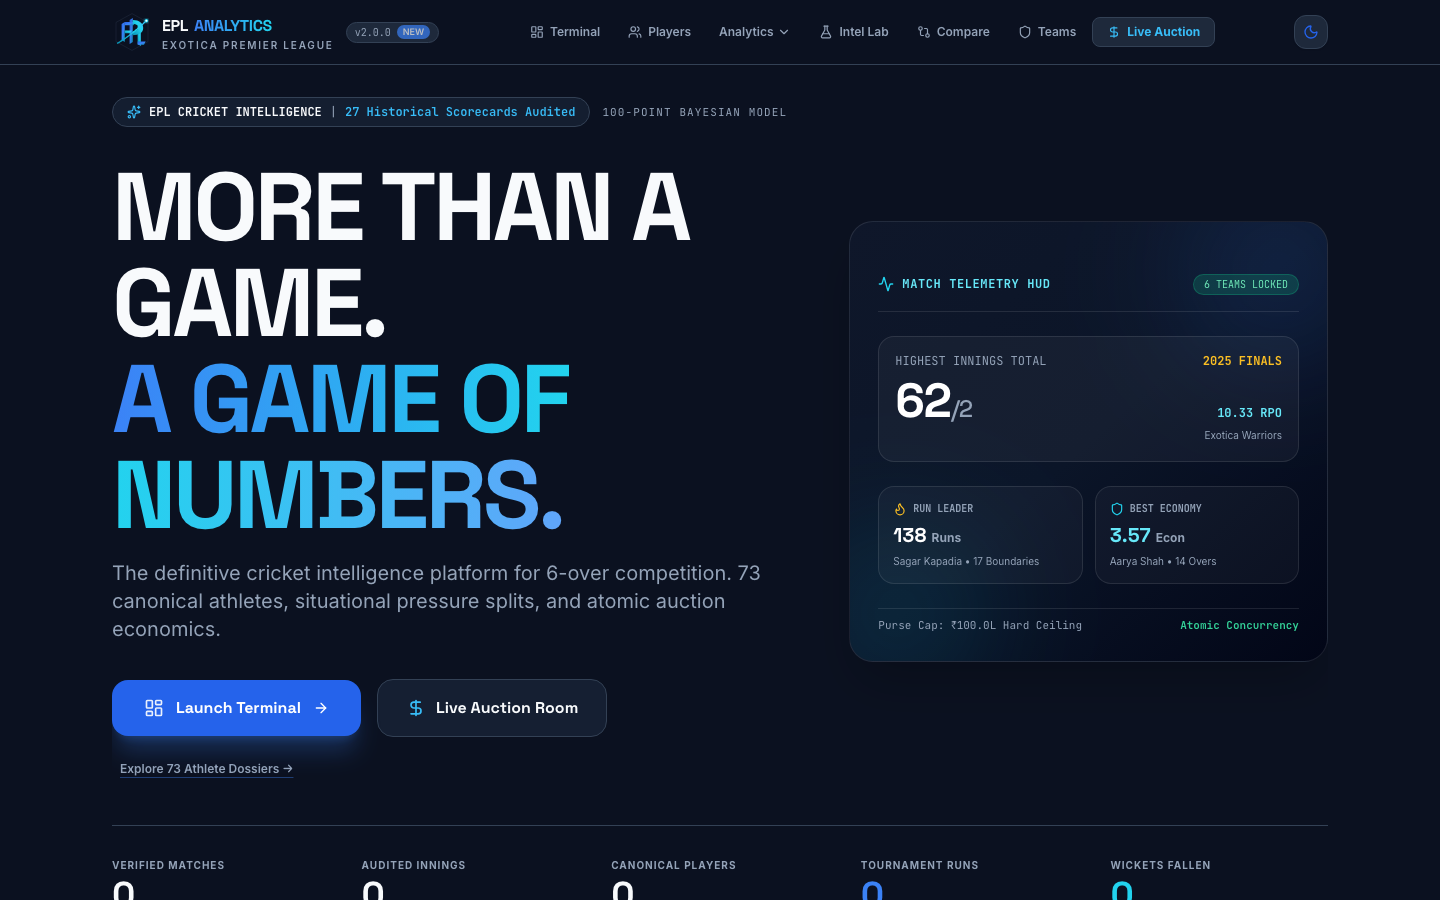 EPL ANALYTICS
EXOTICA PREMIER LEAGUE
v2.0.0 NEW
Terminal
Players
Analytics
Intel Lab
Compare
Teams
Live Auction
EPL CRICKET INTELLIGENCE | 27 Historical Scorecards Audited
100-POINT BAYESIAN MODEL
MORE THAN A
GAME.
A GAME OF
NUMBERS.
The definitive cricket intelligence platform for 6-over competition. 73
canonical athletes, situational pressure splits, and atomic auction
economics.
Launch Terminal →
Live Auction Room
Explore 73 Athlete Dossiers →
MATCH TELEMETRY HUD
6 TEAMS LOCKED
HIGHEST INNINGS TOTAL
2025 FINALS
62/2
10.33 RPO
Exotica Warriors
RUN LEADER
138 Runs
Sagar Kapadia • 17 Boundaries
BEST ECONOMY
3.57 Econ
Aarya Shah • 14 Overs
Purse Cap: ₹100.0L Hard Ceiling
Atomic Concurrency
VERIFIED MATCHES
0
AUDITED INNINGS
0
CANONICAL PLAYERS
0
TOURNAMENT RUNS
0
WICKETS FALLEN
0